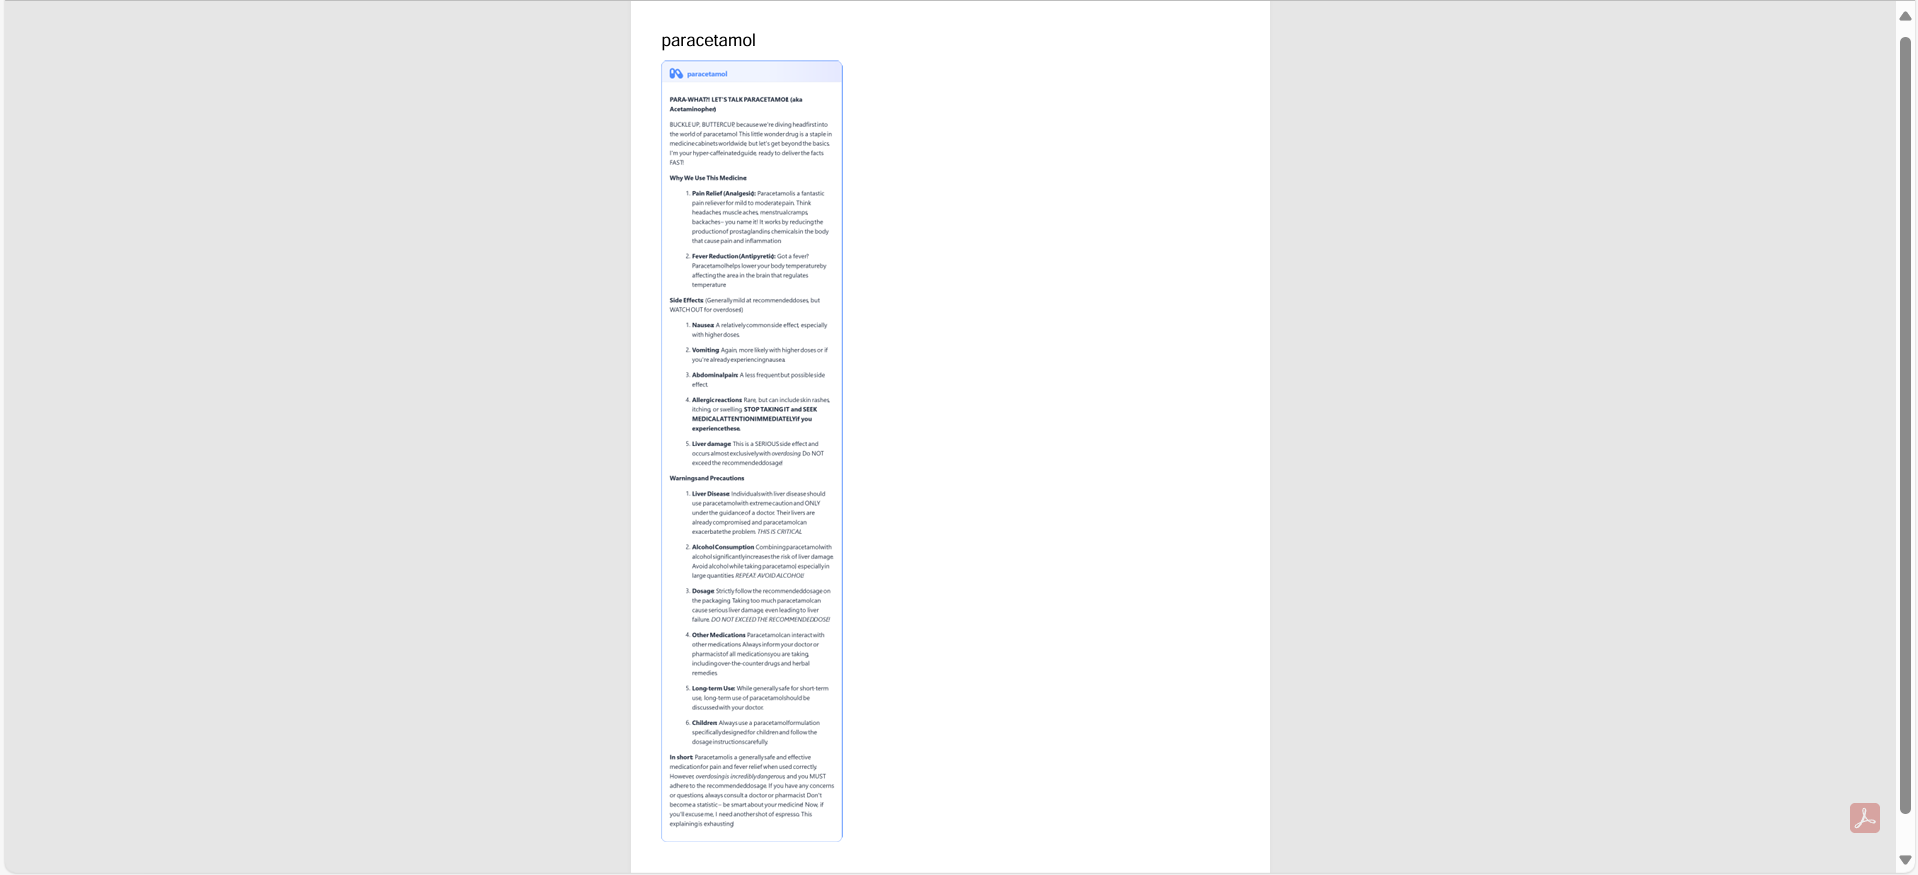 paracetamol
paracetamol
PARA-WHAT?! LET'S TALK PARACETAMOL (aka
Acetaminophen)
BUCKLE UP, BUTTERCUP, because we're diving headfirst into
the world of paracetamol! This little wonder drug is a staple in
medicine cabinets worldwide, but let's get beyond the basics.
I'm your hyper-caffeinated guide, ready to deliver the facts
FAST!
Why We Use This Medicine
1. Pain Relief (Analgesic): Paracetamol is a fantastic
pain reliever for mild to moderate pain. Think
headaches, muscle aches, menstrual cramps,
backaches – you name it! It works by reducing the
production of prostaglandins, chemicals in the body
that cause pain and inflammation.
2. Fever Reduction (Antipyretic): Got a fever?
Paracetamol helps lower your body temperature by
affecting the area in the brain that regulates
temperature.
Side Effects: (Generally mild at recommended doses, but
WATCH OUT for overdoses!)
1. Nausea: A relatively common side effect, especially
with higher doses.
2. Vomiting: Again, more likely with higher doses or if
you're already experiencing nausea.
3. Abdominal pain: A less frequent but possible side
effect.
4. Allergic reactions: Rare, but can include skin rashes,
itching, or swelling. STOP TAKING IT and SEEK
MEDICAL ATTENTION IMMEDIATELY if you
experience these.
5. Liver damage: This is a SERIOUS side effect and
occurs almost exclusively with overdosing. Do NOT
exceed the recommended dosage!
Warnings and Precautions
1. Liver Disease: Individuals with liver disease should
use paracetamol with extreme caution and ONLY
under the guidance of a doctor. Their livers are
already compromised and paracetamol can
exacerbate the problem. THIS IS CRITICAL.
2. Alcohol Consumption: Combining paracetamol with
alcohol significantly increases the risk of liver damage.
Avoid alcohol while taking paracetamol, especially in
large quantities. REPEAT: AVOID ALCOHOL!
3. Dosage: Strictly follow the recommended dosage on
the packaging. Taking too much paracetamol can
cause serious liver damage, even leading to liver
failure. DO NOT EXCEED THE RECOMMENDED DOSE!
4. Other Medications: Paracetamol can interact with
other medications. Always inform your doctor or
pharmacist of all medications you are taking,
including over-the-counter drugs and herbal
remedies.
5. Long-term Use: While generally safe for short-term
use, long-term use of paracetamol should be
discussed with your doctor.
6. Children: Always use a paracetamol formulation
specifically designed for children and follow the
dosage instructions carefully.
In short: Paracetamol is a generally safe and effective
medication for pain and fever relief when used correctly.
However, overdosing is incredibly dangerous, and you MUST
adhere to the recommended dosage. If you have any concerns
or questions, always consult a doctor or pharmacist. Don't
become a statistic – be smart about your medicine! Now, if
you'll excuse me, I need another shot of espresso. This
explaining is exhausting!